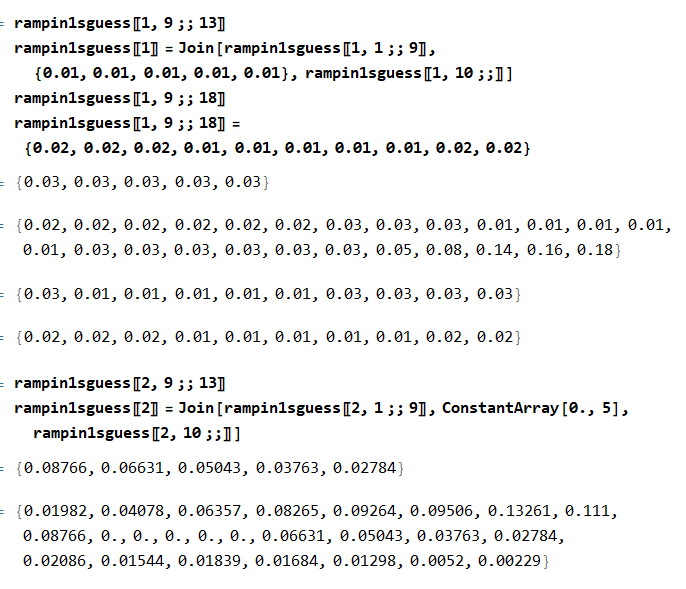 = rampin1sguess〚1, 9 ;; 13〛
rampin1sguess〚1〛 = Join[rampin1sguess〚1, 1 ;; 9〛,
{0.01, 0.01, 0.01, 0.01, 0.01}, rampin1sguess〚1, 10 ;;〛]
rampin1sguess〚1, 9 ;; 18〛
rampin1sguess〚1, 9 ;; 18〛 =
{0.02, 0.02, 0.02, 0.01, 0.01, 0.01, 0.01, 0.01, 0.02, 0.02}
= {0.03, 0.03, 0.03, 0.03, 0.03}
= {0.02, 0.02, 0.02, 0.02, 0.02, 0.02, 0.03, 0.03, 0.03, 0.01, 0.01, 0.01, 0.01,
0.01, 0.03, 0.03, 0.03, 0.03, 0.03, 0.03, 0.05, 0.08, 0.14, 0.16, 0.18}
= {0.03, 0.01, 0.01, 0.01, 0.01, 0.01, 0.03, 0.03, 0.03, 0.03}
= {0.02, 0.02, 0.02, 0.01, 0.01, 0.01, 0.01, 0.01, 0.02, 0.02}
= rampin1sguess〚2, 9 ;; 13〛
rampin1sguess〚2〛 = Join[rampin1sguess〚2, 1 ;; 9〛, ConstantArray[0., 5],
rampin1sguess〚2, 10 ;;〛]
= {0.08766, 0.06631, 0.05043, 0.03763, 0.02784}
= {0.01982, 0.04078, 0.06357, 0.08265, 0.09264, 0.09506, 0.13261, 0.111,
0.08766, 0., 0., 0., 0., 0., 0.06631, 0.05043, 0.03763, 0.02784,
0.02086, 0.01544, 0.01839, 0.01684, 0.01298, 0.0052, 0.00229}